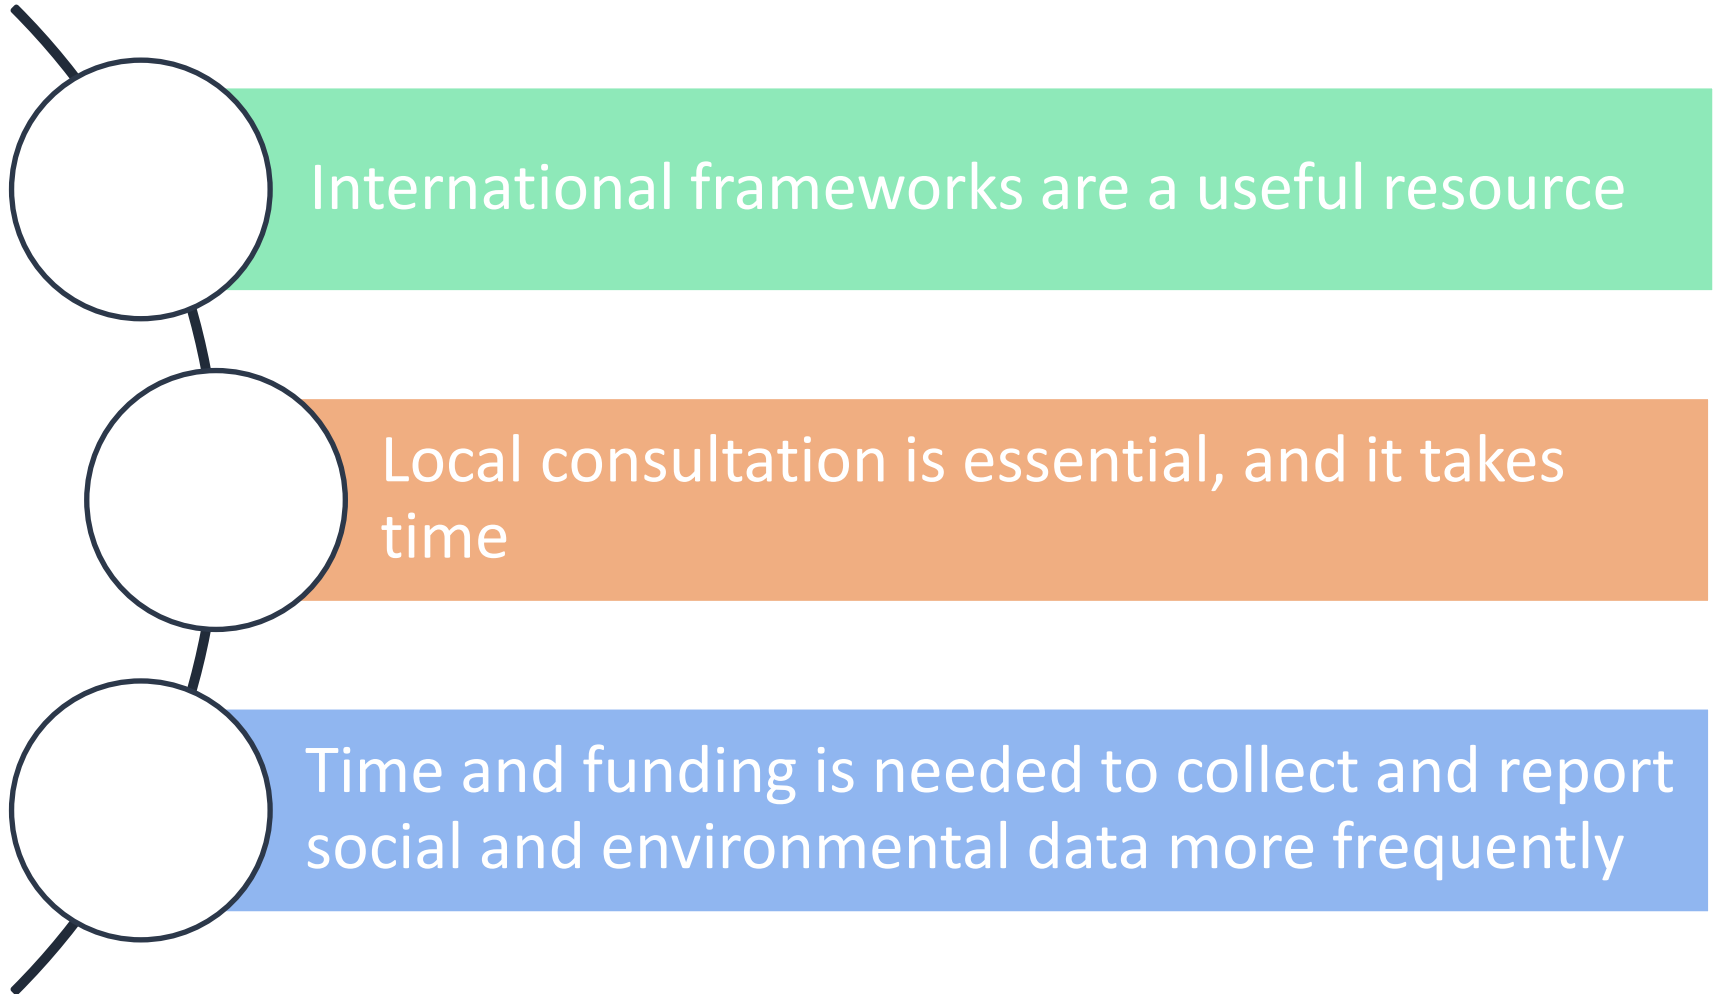 International frameworks are a useful resource
Local consultation is essential, and it takes
time
Time and funding is needed to collect and report
social and environmental data more frequently